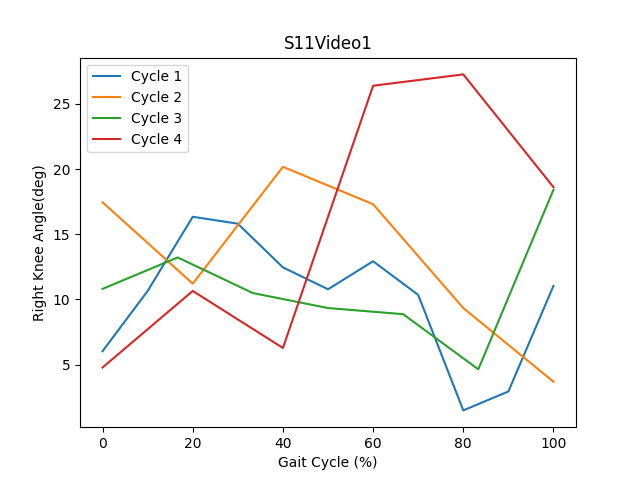 S11Video1
Cycle 1
Cycle 2
Cycle 3
Cycle 4
Right Knee Angle(deg)
25
20
15
10
5
0 20 40 60 80 100
Gait Cycle (%)